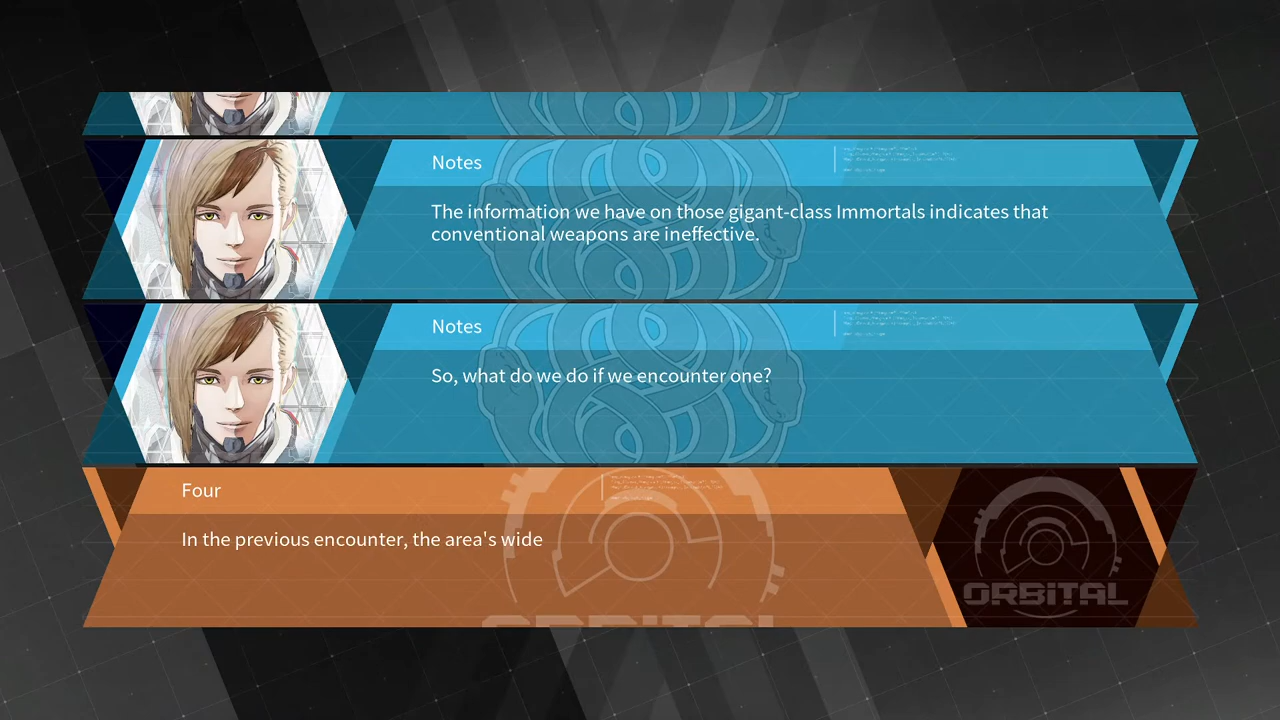 Notes
The information we have on those gigant-class Immortals indicates that
conventional weapons are ineffective.
Notes
So, what do we do if we encounter one?
Four
In the previous encounter, the area's wide
ORBITAL
ORBITAL